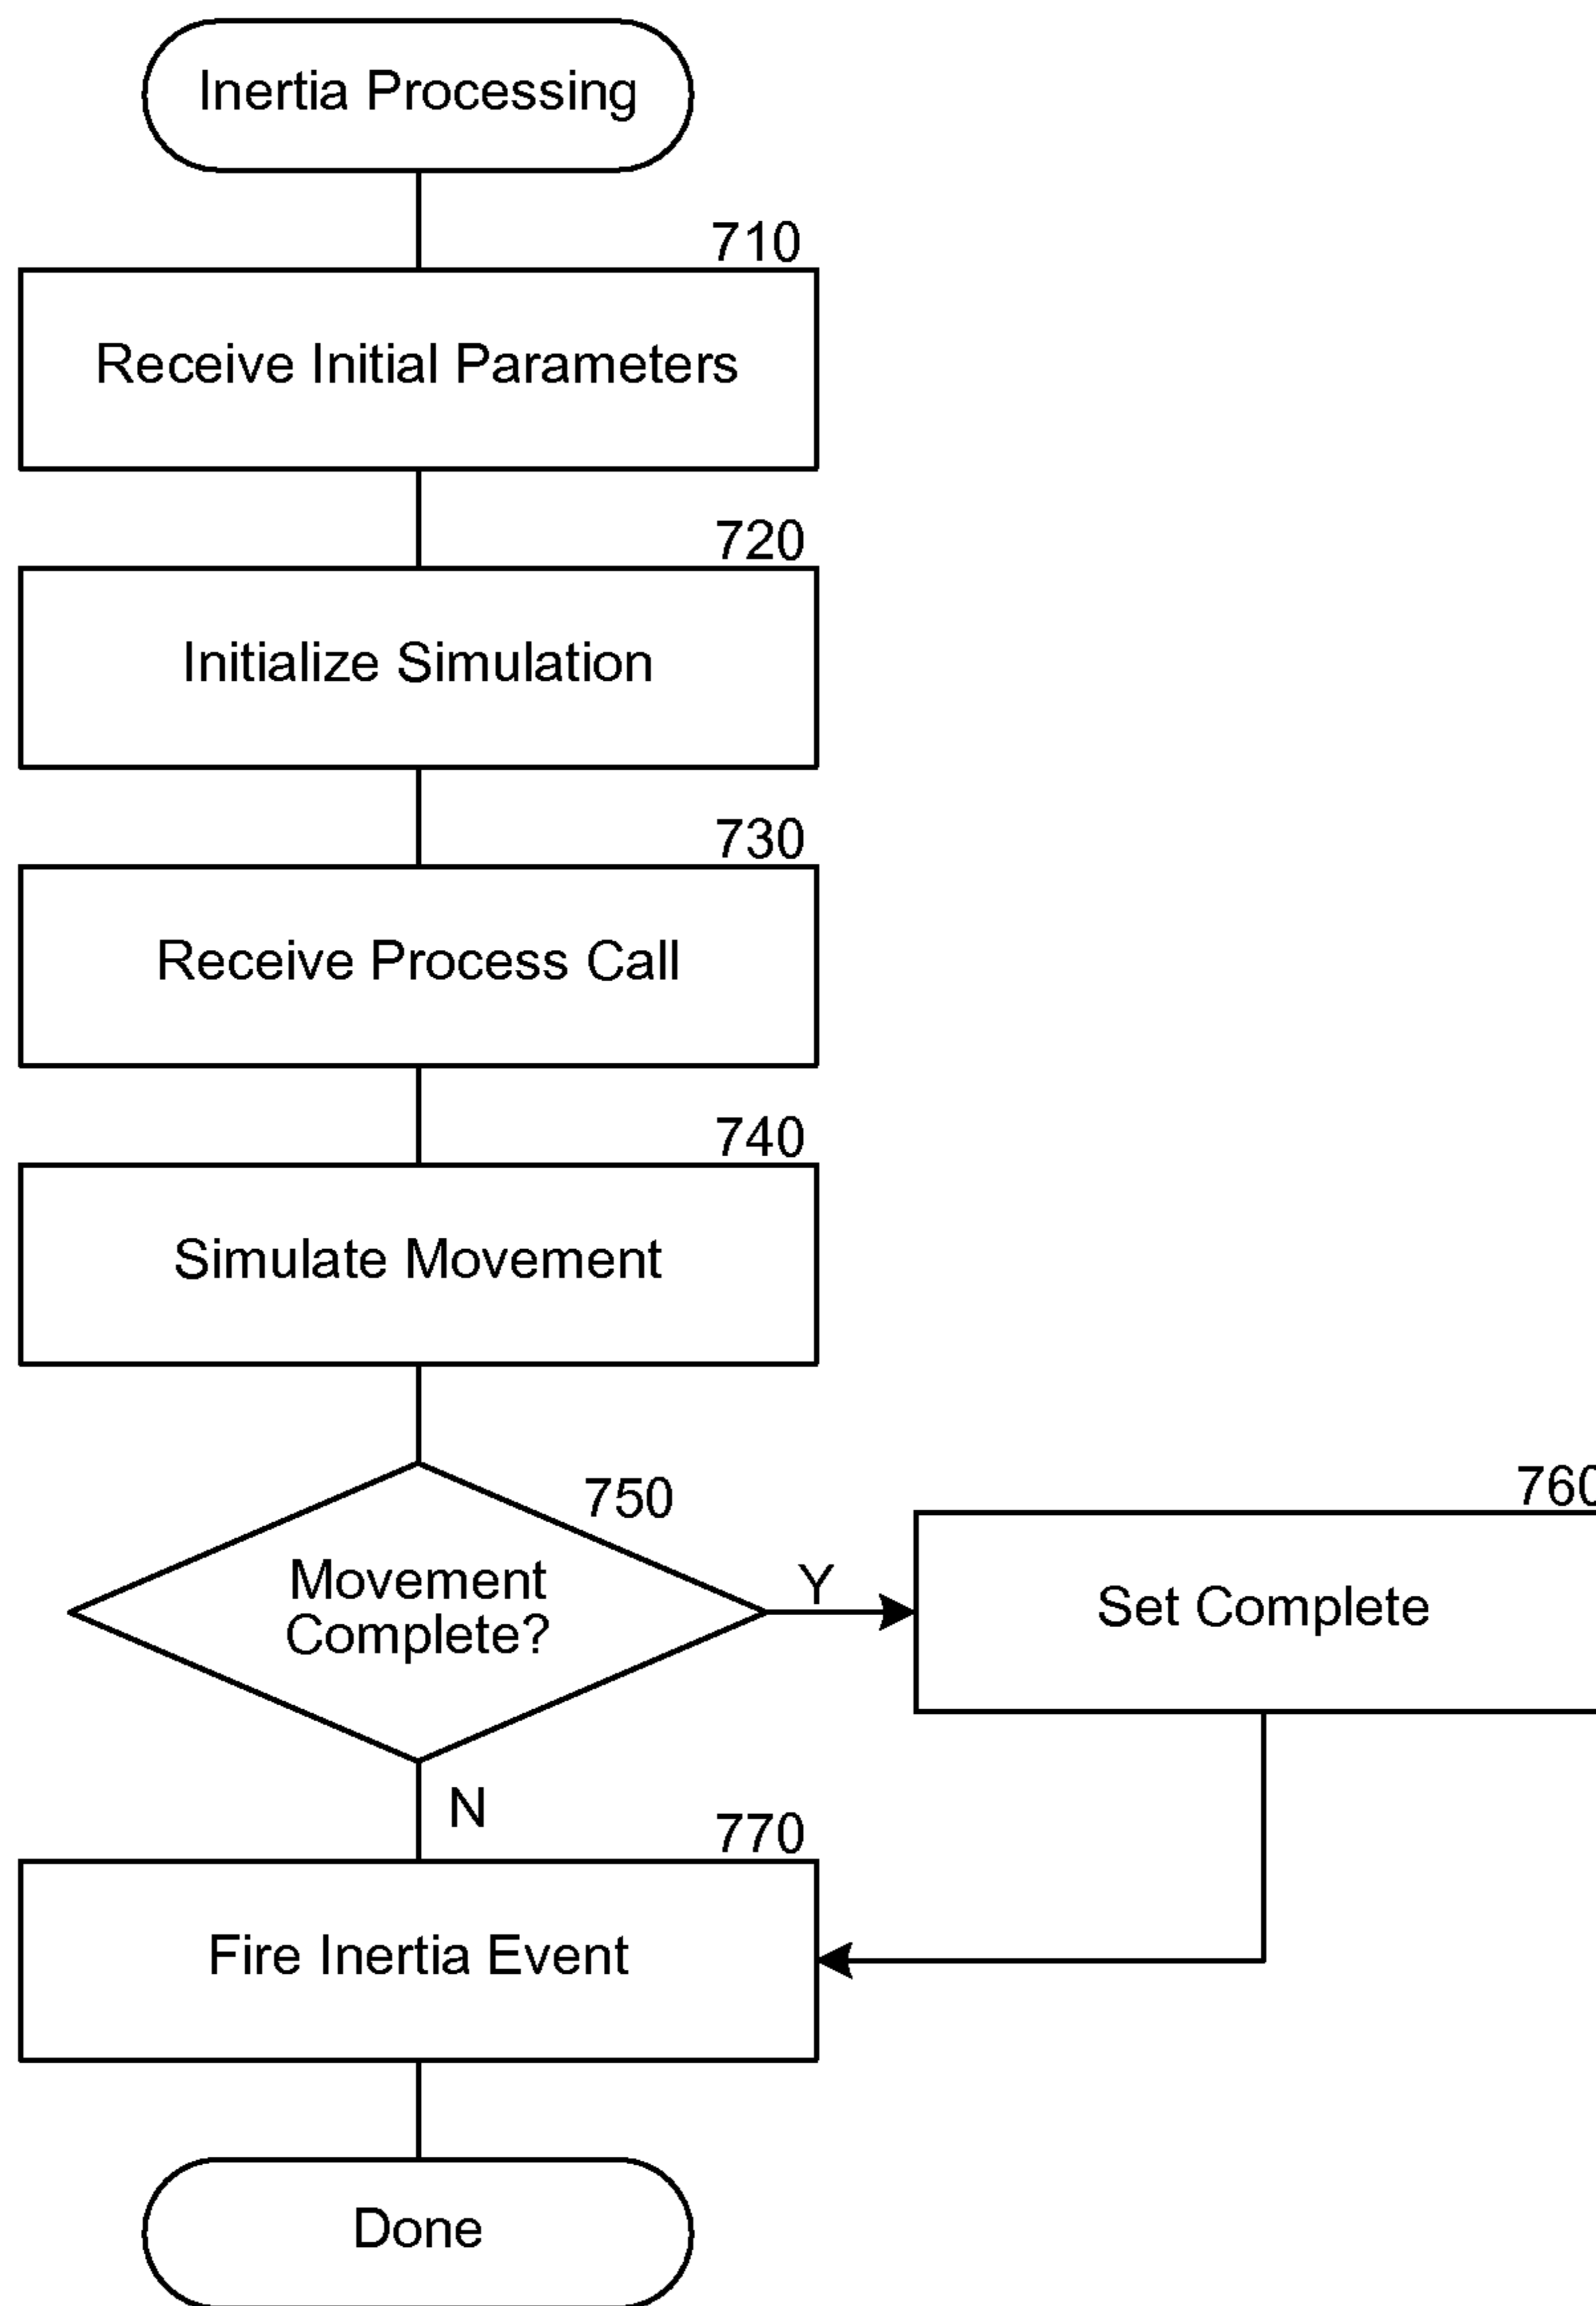 Inertia Processing
710
Receive Initial Parameters
720
Initialize Simulation
730
Receive Process Call
740
Simulate Movement
750
Movement
Complete?
Y
760
Set Complete
N
770
Fire Inertia Event
Done